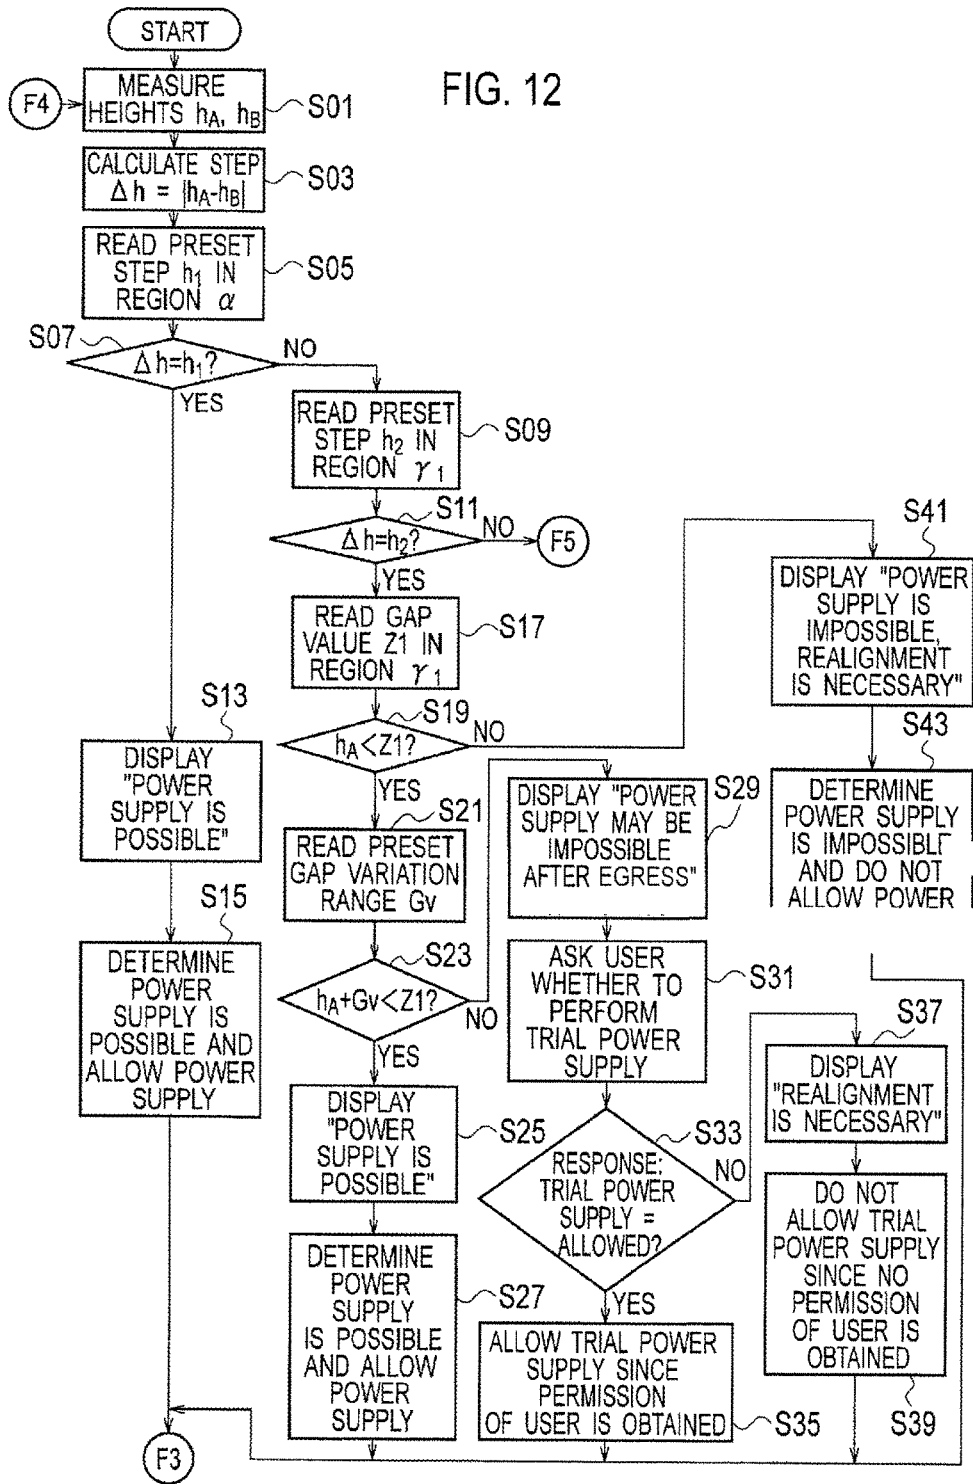 START
FIG. 12
F4
MEASURE
HEIGHTS hA, hB
S01
CALCULATE STEP
Δh = |hA-hB|
S03
READ PRESET
STEP h1 IN
REGION α
S05
S07
Δh=h1?
NO
YES
READ PRESET
STEP h2 IN
REGION γ1
S09
S11
Δh=h2?
NO
F5
YES
READ GAP
VALUE Z1 IN
REGION γ1
S17
S19
hA<Z1?
NO
YES
S41
DISPLAY "POWER
SUPPLY IS
IMPOSSIBLE,
REALIGNMENT
IS NECESSARY"
S43
DETERMINE
POWER SUPPLY
IS IMPOSSIBLE
AND DO NOT
ALLOW POWER
S13
DISPLAY
"POWER
SUPPLY IS
POSSIBLE"
S15
DETERMINE
POWER
SUPPLY IS
POSSIBLE AND
ALLOW POWER
SUPPLY
S21
READ PRESET
GAP VARIATION
RANGE Gv
S23
hA+Gv<Z1?
NO
YES
DISPLAY
"POWER
SUPPLY IS
POSSIBLE"
S25
DETERMINE
POWER
SUPPLY
IS POSSIBLE
AND ALLOW
POWER
SUPPLY
S27
DISPLAY "POWER
SUPPLY MAY BE
IMPOSSIBLE
AFTER EGRESS"
S29
ASK USER
WHETHER TO
PERFORM
TRIAL POWER
SUPPLY
S31
S33
RESPONSE:
TRIAL POWER
SUPPLY =
ALLOWED?
NO
YES
ALLOW TRIAL POWER
SUPPLY SINCE
PERMISSION
OF USER IS OBTAINED
S35
S37
DISPLAY
"REALIGNMENT
IS NECESSARY"
DO NOT
ALLOW TRIAL
POWER SUPPLY
SINCE NO
PERMISSION
OF USER IS
OBTAINED
S39
F3